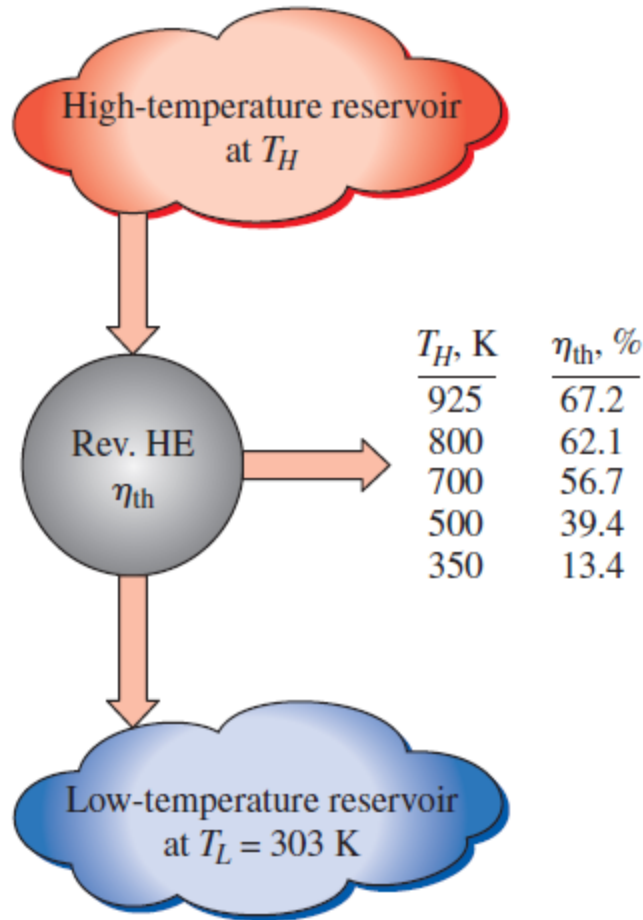 High-temperature reservoir
at T_H
T_H, K η_th, %
925 67.2
Rev. HE 800 62.1
η_th 700 56.7
500 39.4
350 13.4
Low-temperature reservoir
at T_L = 303 K